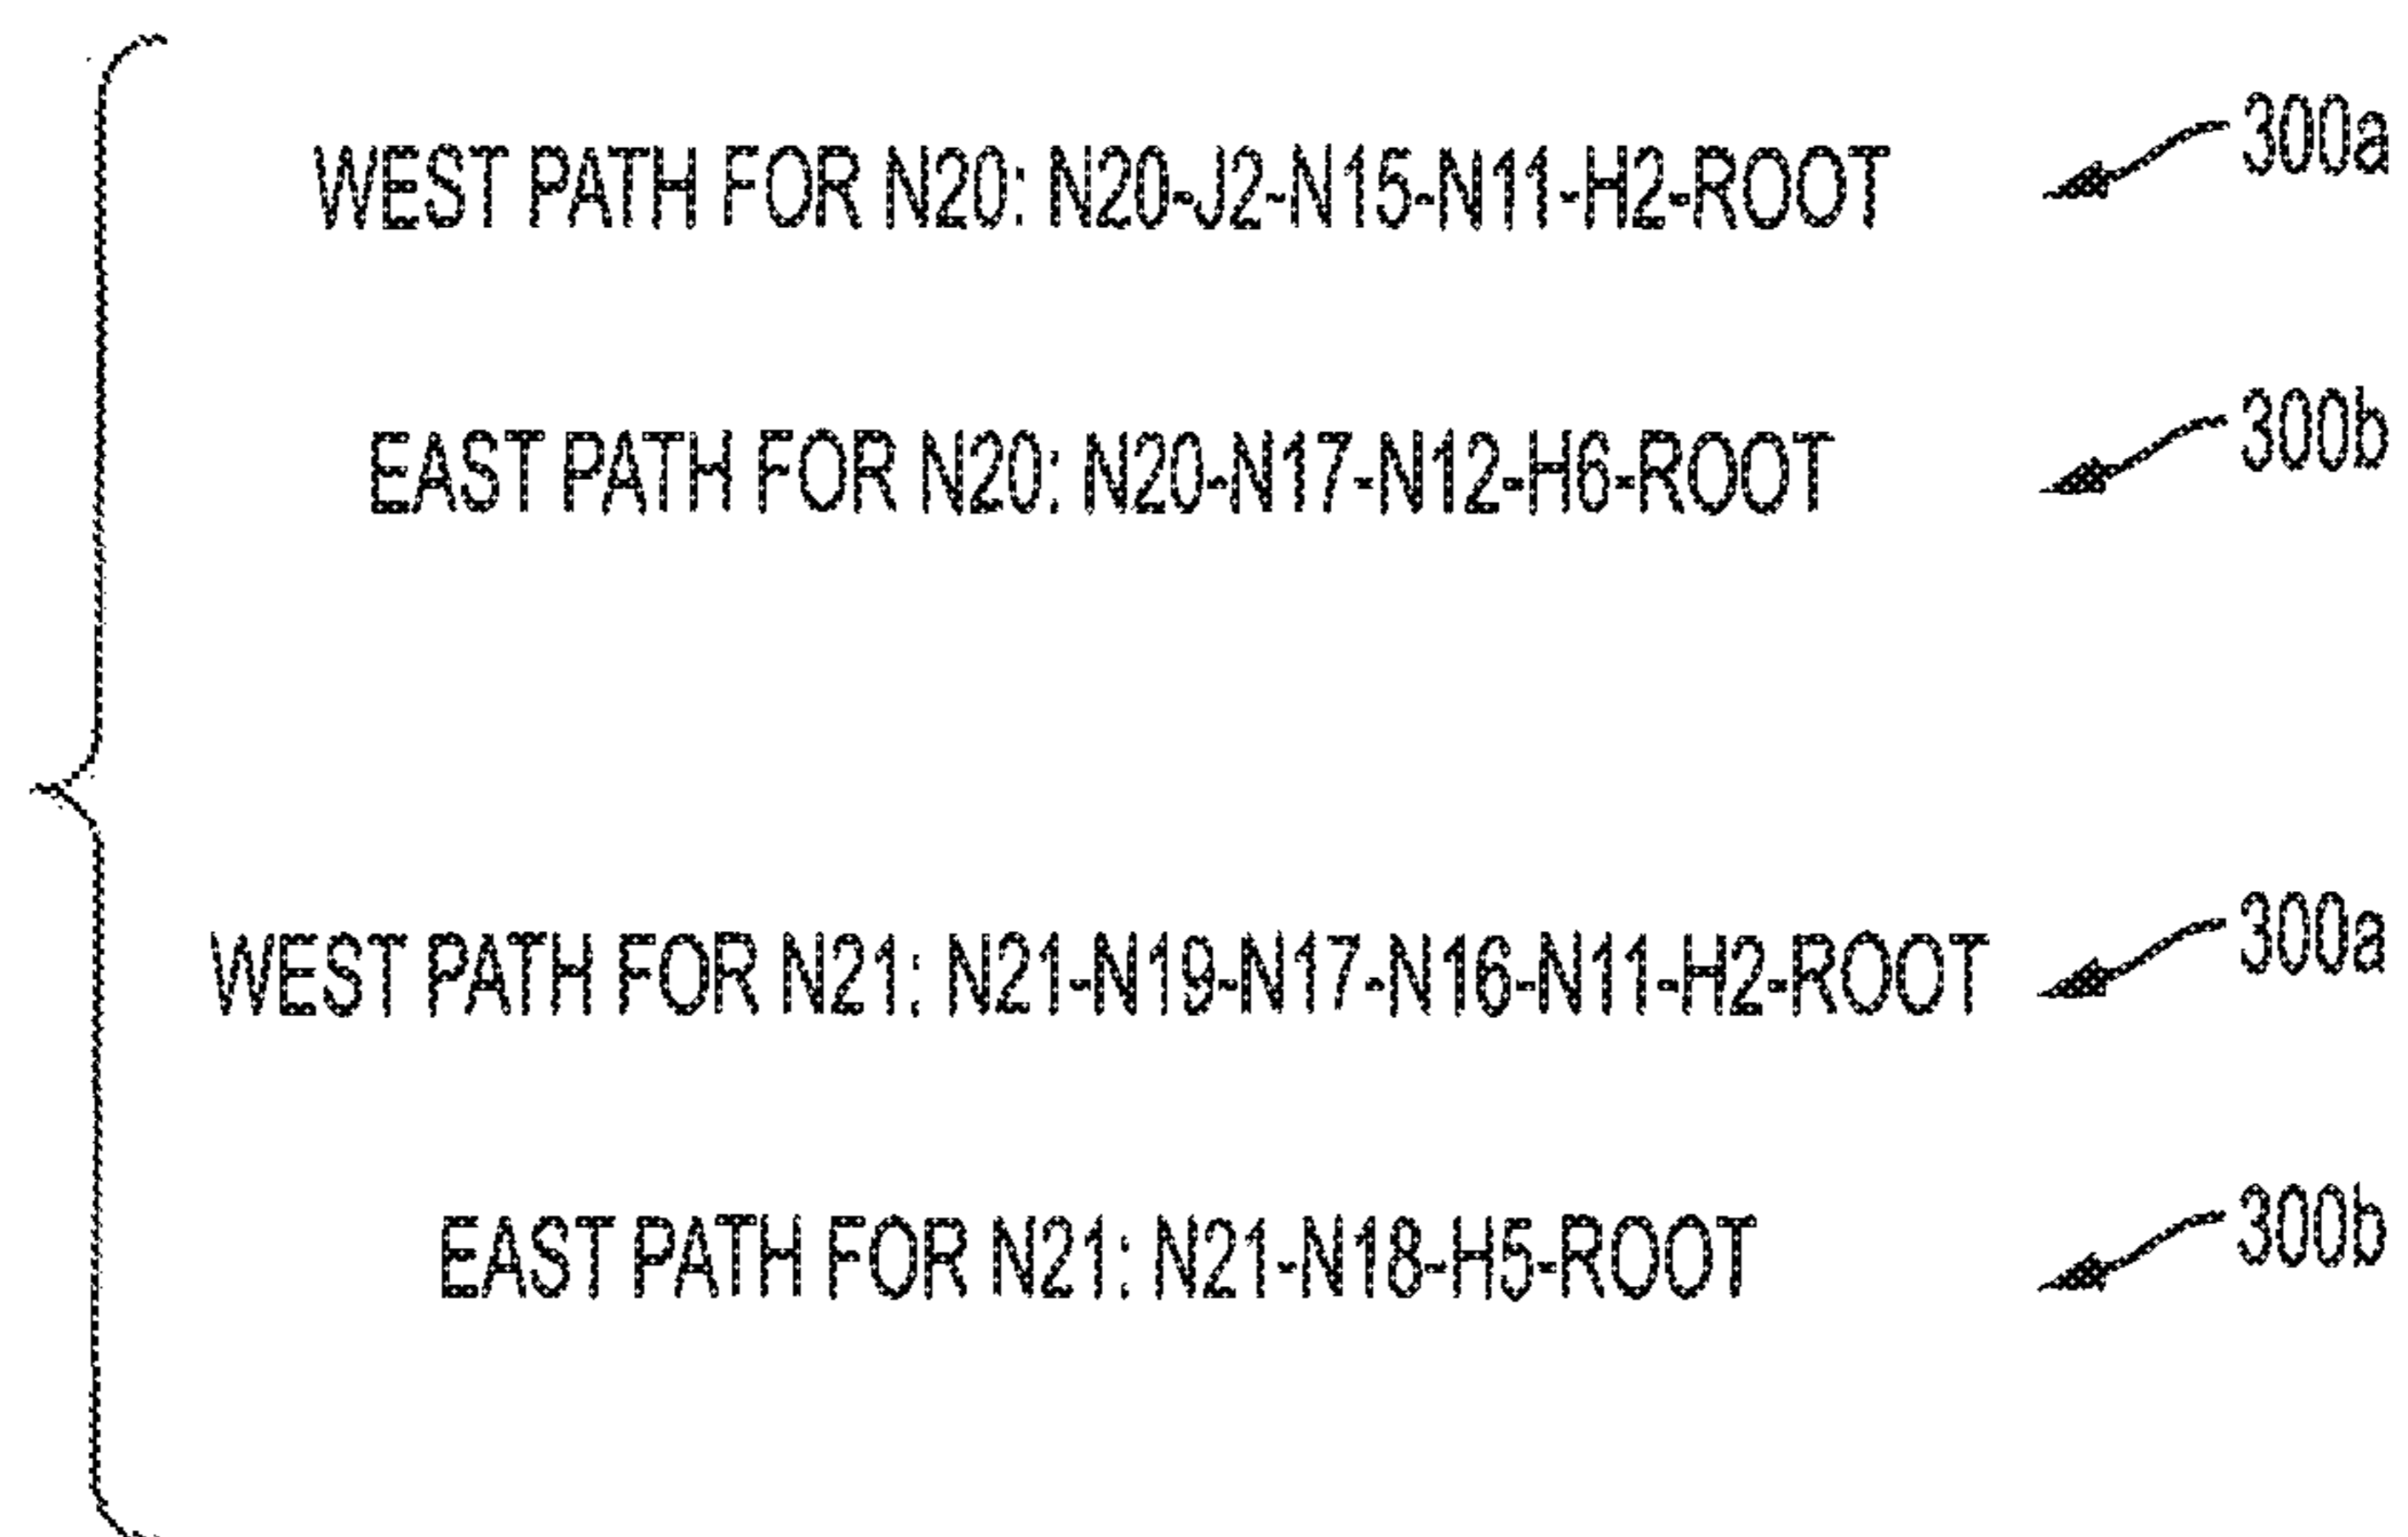 WEST PATH FOR N20: N20-J2-N15-N11-H2-ROOT 300a
EAST PATH FOR N20: N20-N17-N12-H6-ROOT 300b
WEST PATH FOR N21: N21-N19-N17-N16-N11-H2-ROOT 300a
EAST PATH FOR N21: N21-N18-H5-ROOT 300b